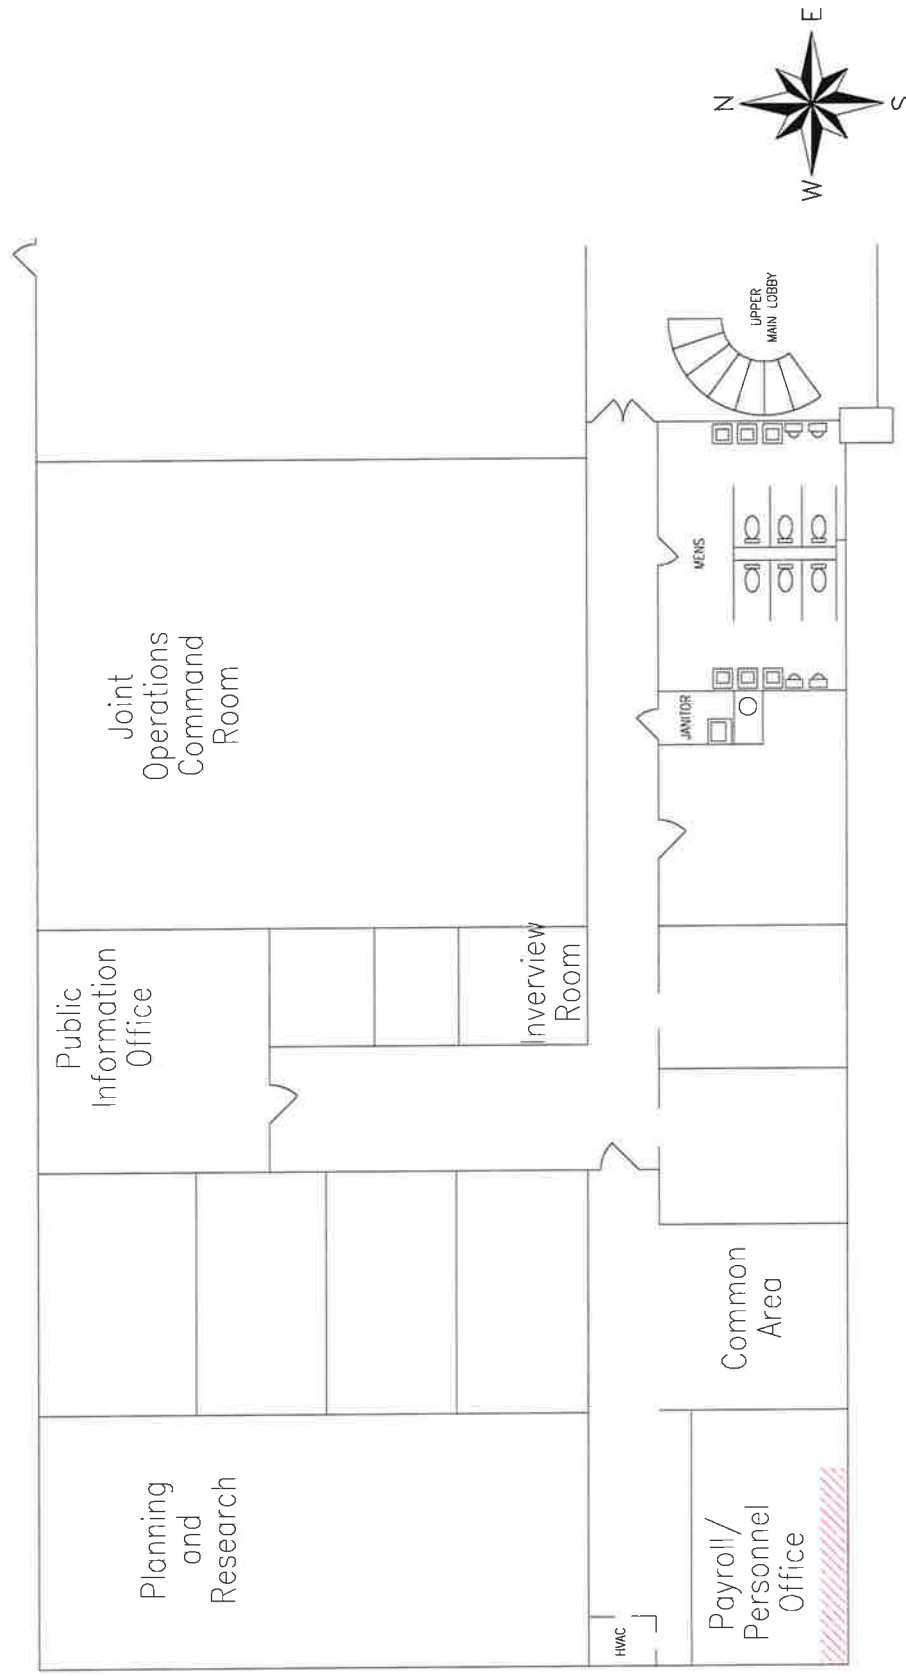 N
E
S
W
UPPER
MAIN LOBBY
MENS
JANITOR
Joint
Operations
Command
Room
Public
Information
Office
Inverview
Room
Common
Area
Planning
and
Research
HVAC
Payroll/
Personnel
Office